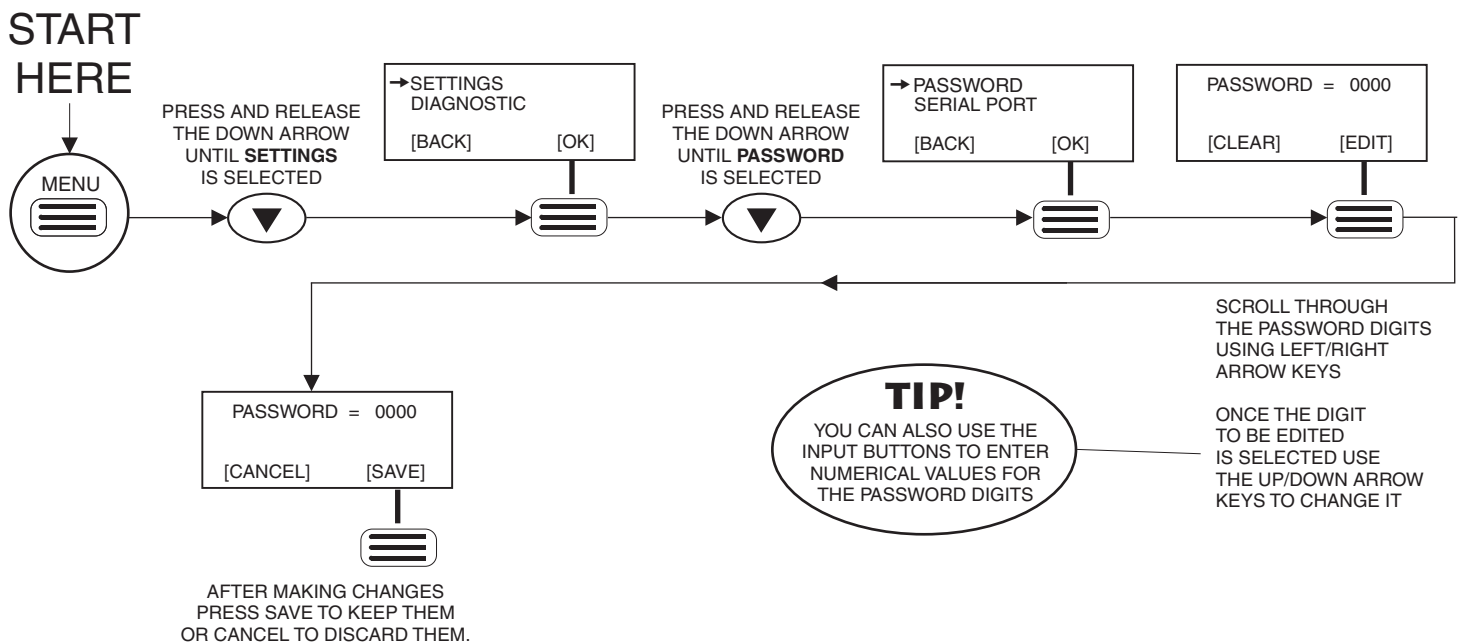 START
HERE
MENU
PRESS AND RELEASE
THE DOWN ARROW
UNTIL SETTINGS
IS SELECTED
→SETTINGS
DIAGNOSTIC
[BACK] [OK]
PRESS AND RELEASE
THE DOWN ARROW
UNTIL PASSWORD
IS SELECTED
→PASSWORD
SERIAL PORT
[BACK] [OK]
PASSWORD = 0000
[CLEAR] [EDIT]
SCROLL THROUGH
THE PASSWORD DIGITS
USING LEFT/RIGHT
ARROW KEYS
ONCE THE DIGIT
TO BE EDITED
IS SELECTED USE
THE UP/DOWN ARROW
KEYS TO CHANGE IT
TIP!
YOU CAN ALSO USE THE
INPUT BUTTONS TO ENTER
NUMERICAL VALUES FOR
THE PASSWORD DIGITS
PASSWORD = 0000
[CANCEL] [SAVE]
AFTER MAKING CHANGES
PRESS SAVE TO KEEP THEM
OR CANCEL TO DISCARD THEM.